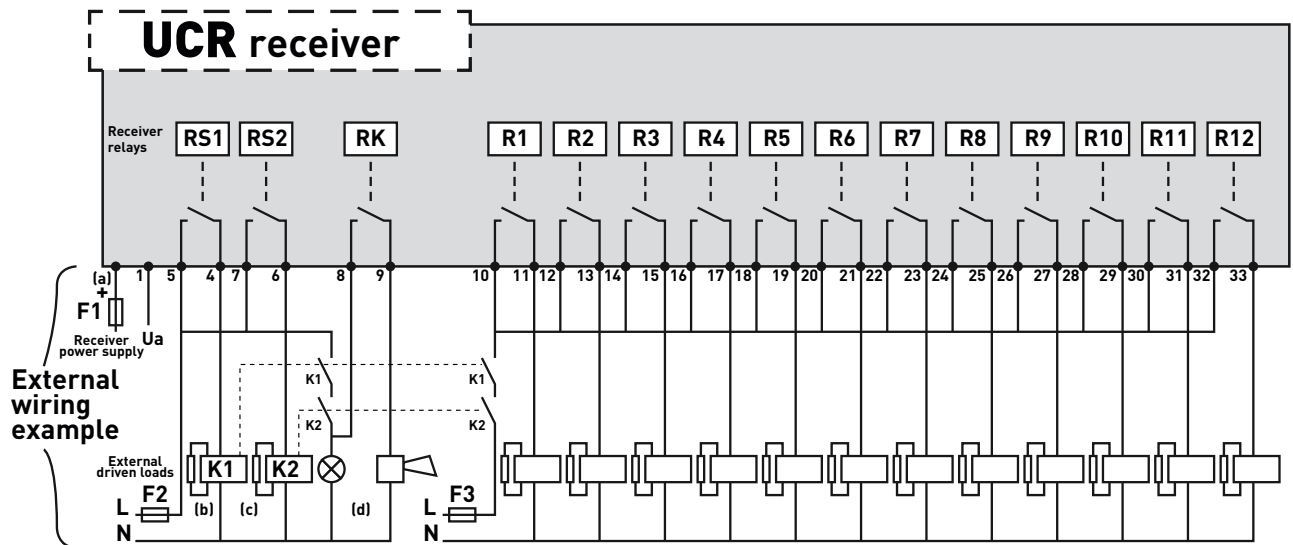 UCR receiver
Receiver
relays
RS1 RS2 RK R1 R2 R3 R4 R5 R6 R7 R8 R9 R10 R11 R12
(a) 1 5 4 7 6 8 9 10 11 12 13 14 15 16 17 18 19 20 21 22 23 24 25 26 27 28 29 30 31 32 33
+
F1
Receiver
power supply
Ua
External
wiring
example
K1 K1
K2 K2
External
driven loads
K1 K2
F2 (b) (c) (d) F3
L L
N N